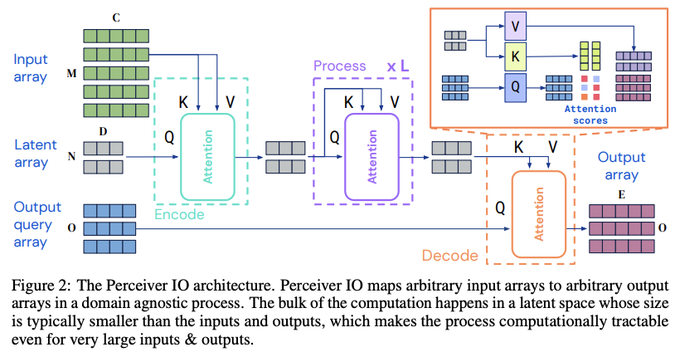 C
Input
array
M
K
V
Process
x L
K
V
V
K
Q
Attention
scores
D
Latent
array
N
Q
Attention
Encode
Q
Attention
K
V
Output
array
E
Output
query
array
O
Q
Attention
O
Decode
Figure 2: The Perceiver IO architecture. Perceiver IO maps arbitrary input arrays to arbitrary output
arrays in a domain agnostic process. The bulk of the computation happens in a latent space whose size
is typically smaller than the inputs and outputs, which makes the process computationally tractable
even for very large inputs & outputs.